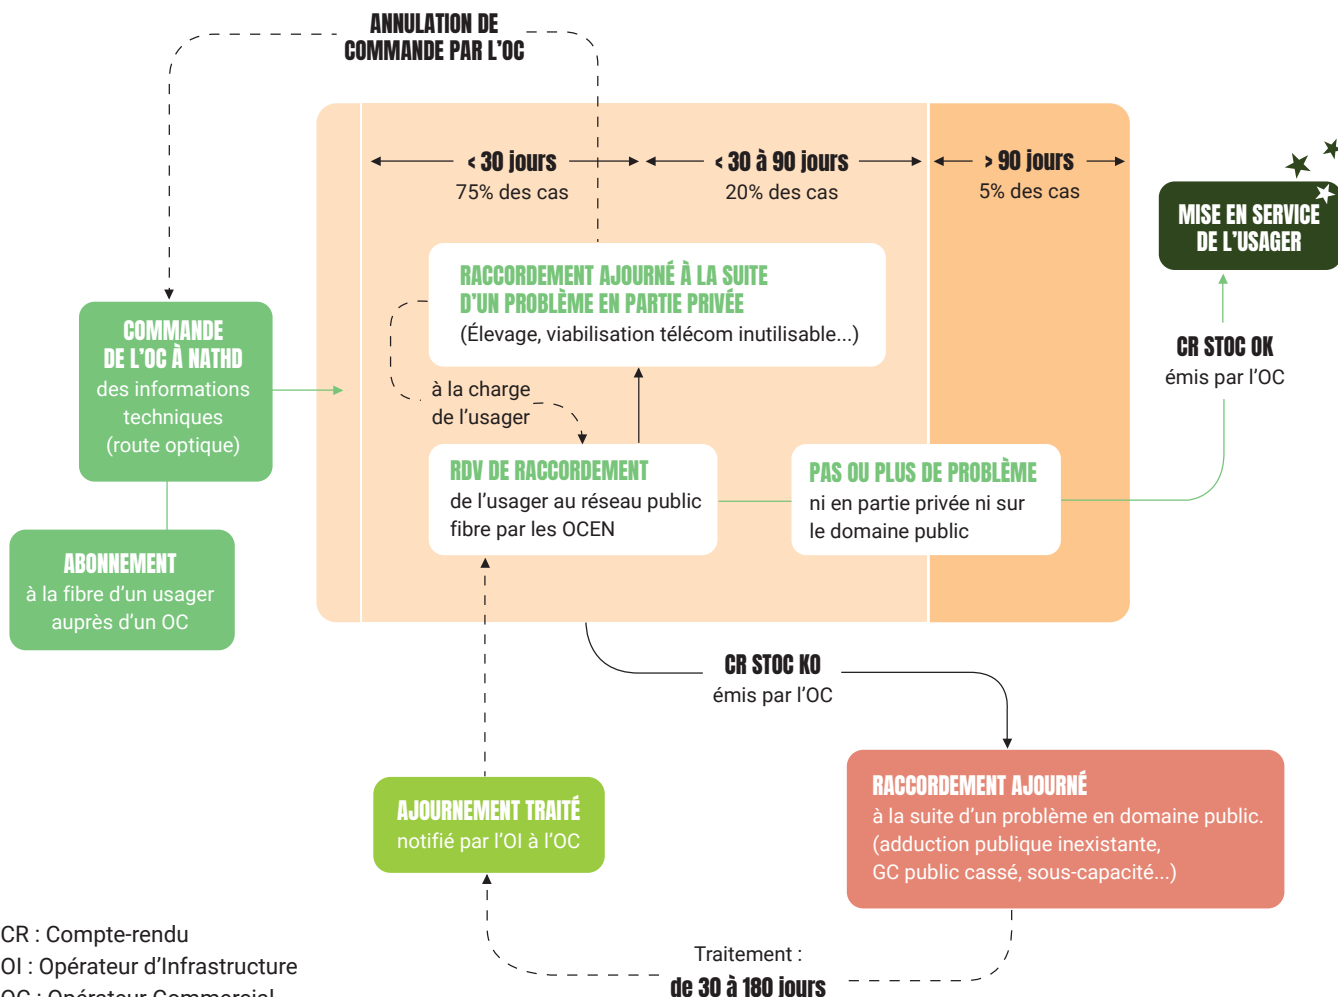 ANNULATION DE
COMMANDE PAR L'OC
< 30 jours
75% des cas
< 30 à 90 jours
20% des cas
> 90 jours
5% des cas
MISE EN SERVICE
DE L'USAGER
RACCORDEMENT AJOURNÉ À LA SUITE
D'UN PROBLÈME EN PARTIE PRIVÉE
(Élevage, viabilisation télécom inutilisable...)
COMMANDE
DE L'OC À NATHD
des informations
techniques
(route optique)
CR STOC OK
émis par l'OC
à la charge
de l'usager
RDV DE RACCORDEMENT
de l'usager au réseau public
fibre par les OCEN
PAS OU PLUS DE PROBLÈME
ni en partie privée ni sur
le domaine public
ABONNEMENT
à la fibre d'un usager
auprès d'un OC
CR STOC KO
émis par l'OC
AJOURNEMENT TRAITÉ
notifié par l'OI à l'OC
RACCORDEMENT AJOURNÉ
à la suite d'un problème en domaine public.
(adduction publique inexistante,
GC public cassé, sous-capacité...)
Traitement :
de 30 à 180 jours
CR : Compte-rendu
OI : Opérateur d'Infrastructure
OC : Opérateur Commercial